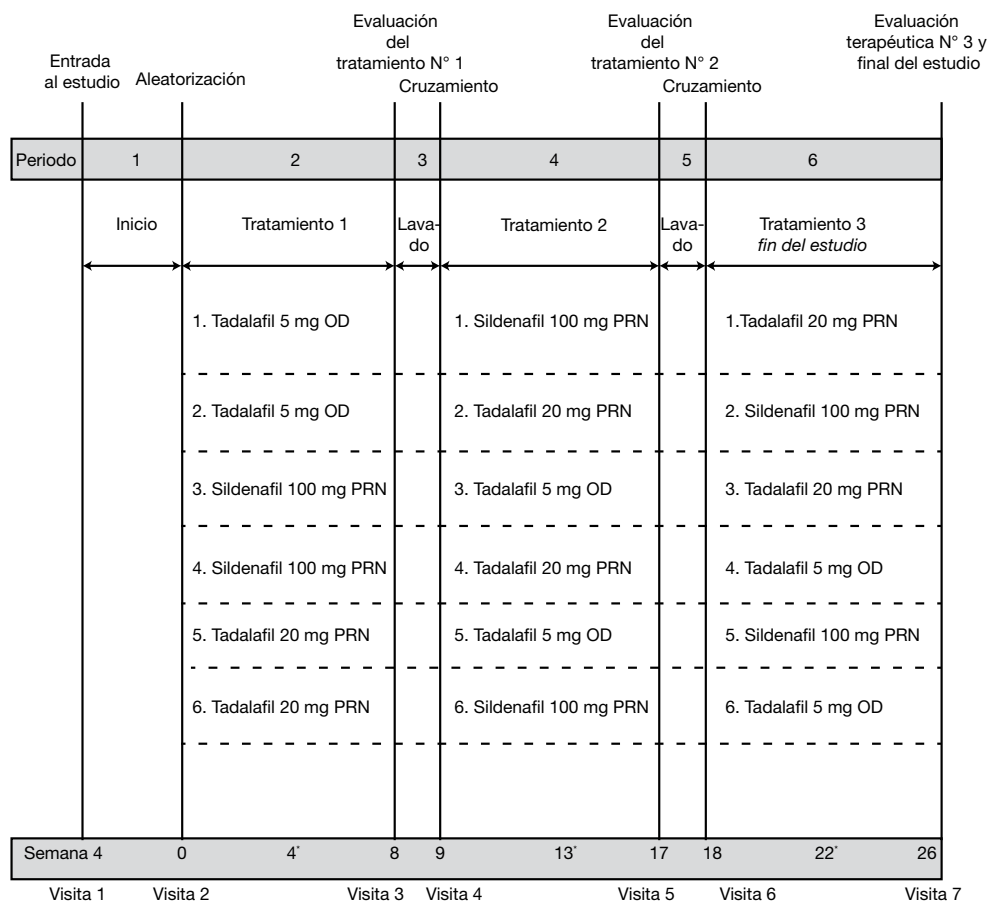 Entrada
al estudio
Aleatorización
Evaluación
del
tratamiento N° 1
Cruzamiento
Evaluación
del
tratamiento N° 2
Cruzamiento
Evaluación
terapéutica N° 3 y
final del estudio
Periodo 1 2 3 4 5 6
Inicio
Tratamiento 1
Lava-
do
Tratamiento 2
Lava-
do
Tratamiento 3
fin del estudio
1. Tadalafil 5 mg OD 1. Sildenafil 100 mg PRN 1.Tadalafil 20 mg PRN
2. Tadalafil 5 mg OD 2. Tadalafil 20 mg PRN 2. Sildenafil 100 mg PRN
3. Sildenafil 100 mg PRN 3. Tadalafil 5 mg OD 3. Tadalafil 20 mg PRN
4. Sildenafil 100 mg PRN 4. Tadalafil 20 mg PRN 4. Tadalafil 5 mg OD
5. Tadalafil 20 mg PRN 5. Tadalafil 5 mg OD 5. Sildenafil 100 mg PRN
6. Tadalafil 20 mg PRN 6. Sildenafil 100 mg PRN 6. Tadalafil 5 mg OD
Semana 4 0 4* 8 9 13* 17 18 22* 26
Visita 1 Visita 2 Visita 3 Visita 4 Visita 5 Visita 6 Visita 7